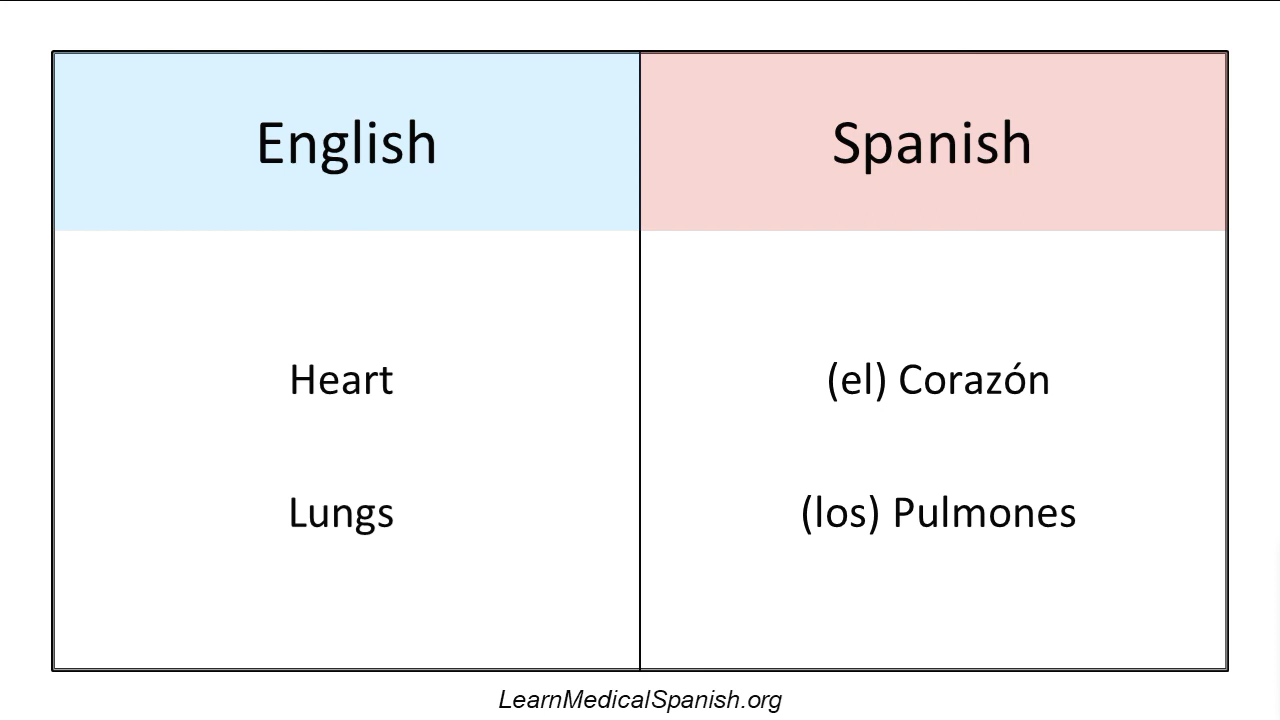 English Spanish
Heart (el) Corazón
Lungs (los) Pulmones
LearnMedicalSpanish.org